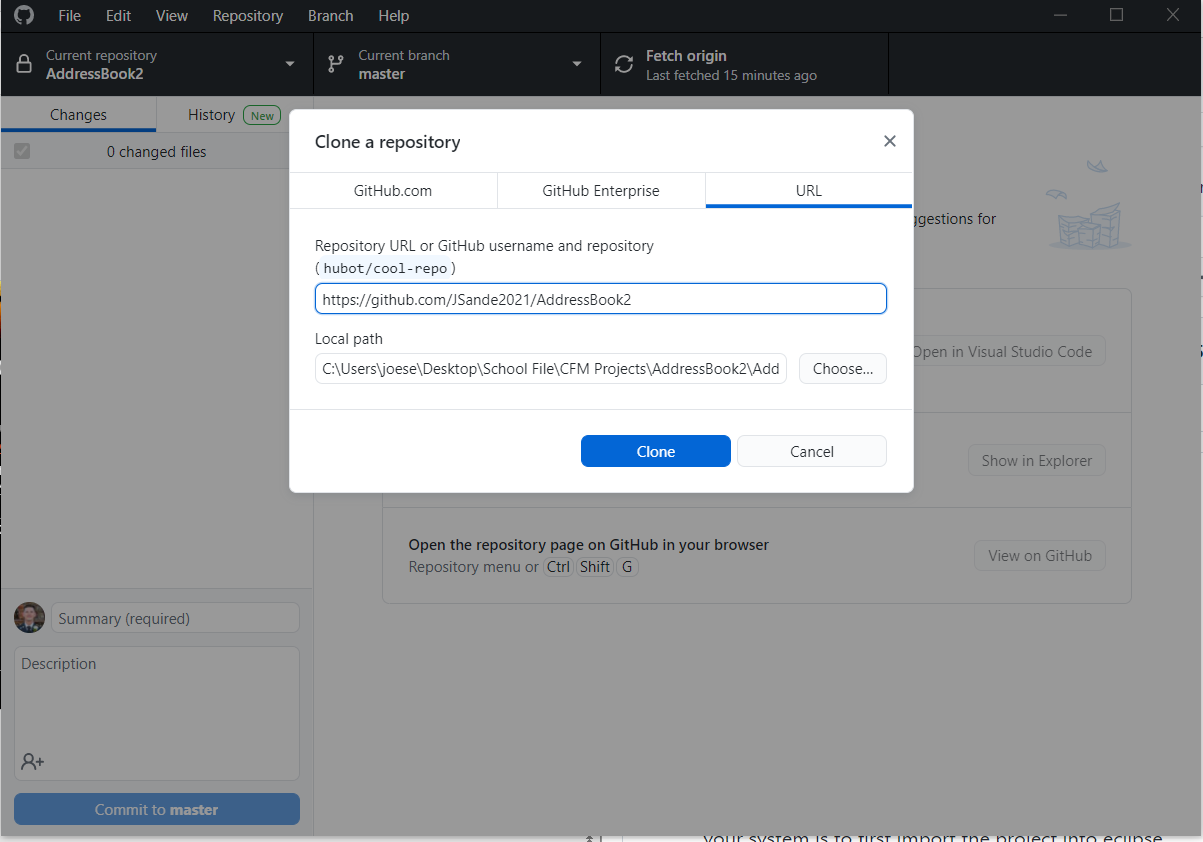 File Edit View Repository Branch Help
Current repository
AddressBook2
Current branch
master
Fetch origin
Last fetched 15 minutes ago
Changes
History New
0 changed files
Clone a repository
GitHub.com GitHub Enterprise URL
Repository URL or GitHub username and repository
(hubot/cool-repo)
https://github.com/JSande2021/AddressBook2
Local path
C:\Users\joese\Desktop\School File\CFM Projects\AddressBook2\Add
Choose...
Clone Cancel
for
Open in Visual Studio Code
Show in Explorer
Open the repository page on GitHub in your browser
Repository menu or Ctrl Shift G
View on GitHub
Summary (required)
Description
Commit to master
your system is to first import the project into eclipse